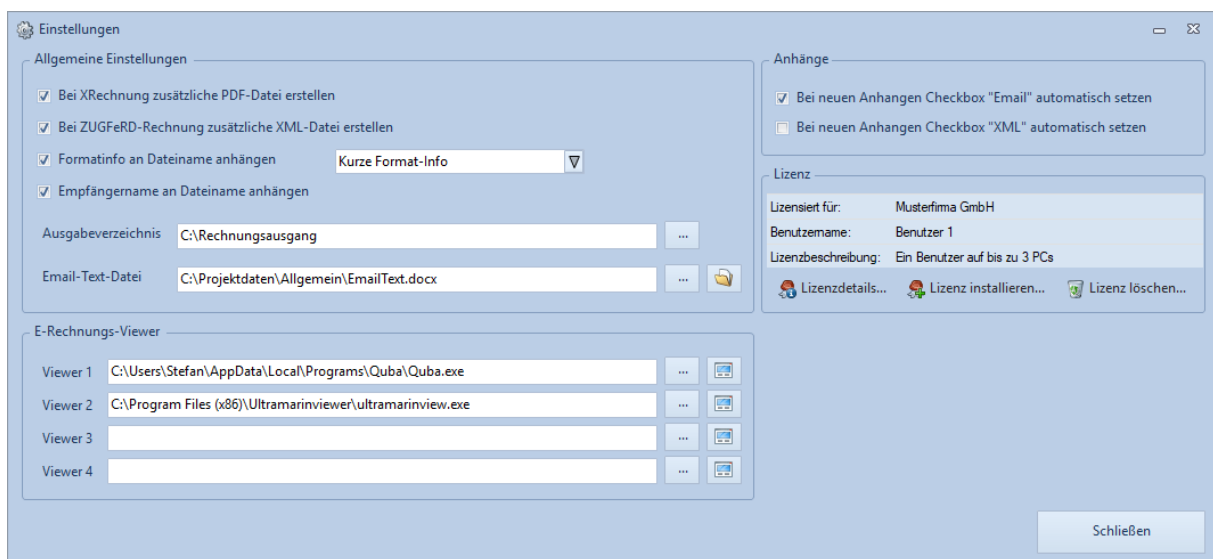 Einstellungen
Allgemeine Einstellungen
Bei XRechnung zusätzliche PDF-Datei erstellen
Bei ZUGFeRD-Rechnung zusätzliche XML-Datei erstellen
Formatinfo an Dateiname anhängen Kurze Format-Info
Empfängername an Dateiname anhängen
Ausgabeverzeichnis C:\Rechnungsausgang ...
Email-Text-Datei C:\Projektdaten\Allgemein\EmailText.docx ...
E-Rechnungs-Viewer
Viewer 1 C:\Users\Stefan\AppData\Local\Programs\Quba\Quba.exe ...
Viewer 2 C:\Program Files (x86)\Ultramarinviewer\ultramarinview.exe ...
Viewer 3 ...
Viewer 4 ...
Anhänge
Bei neuen Anhangen Checkbox "Email" automatisch setzen
Bei neuen Anhangen Checkbox "XML" automatisch setzen
Lizenz
Lizensiert für: Musterfirma GmbH
Benutzername: Benutzer 1
Lizenzbeschreibung: Ein Benutzer auf bis zu 3 PCs
Lizenzdetails... Lizenz installieren... Lizenz löschen...
Schließen